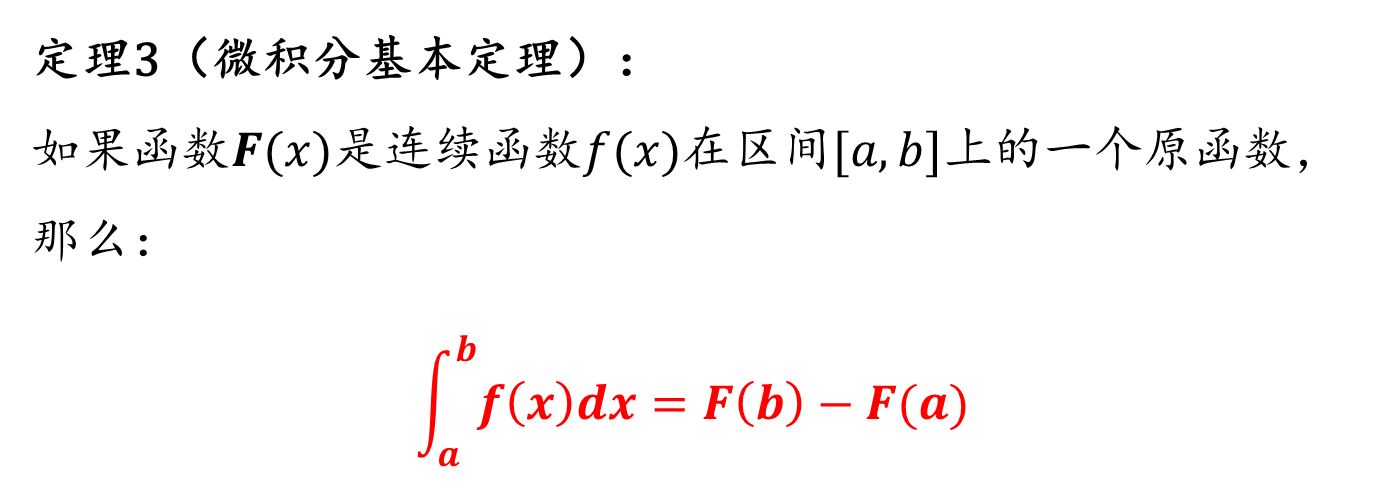 定理3（微积分基本定理）：
如果函数F(x)是连续函数f(x)在区间[a, b]上的一个原函数，
那么：
∫_a^b f(x)dx = F(b) − F(a)